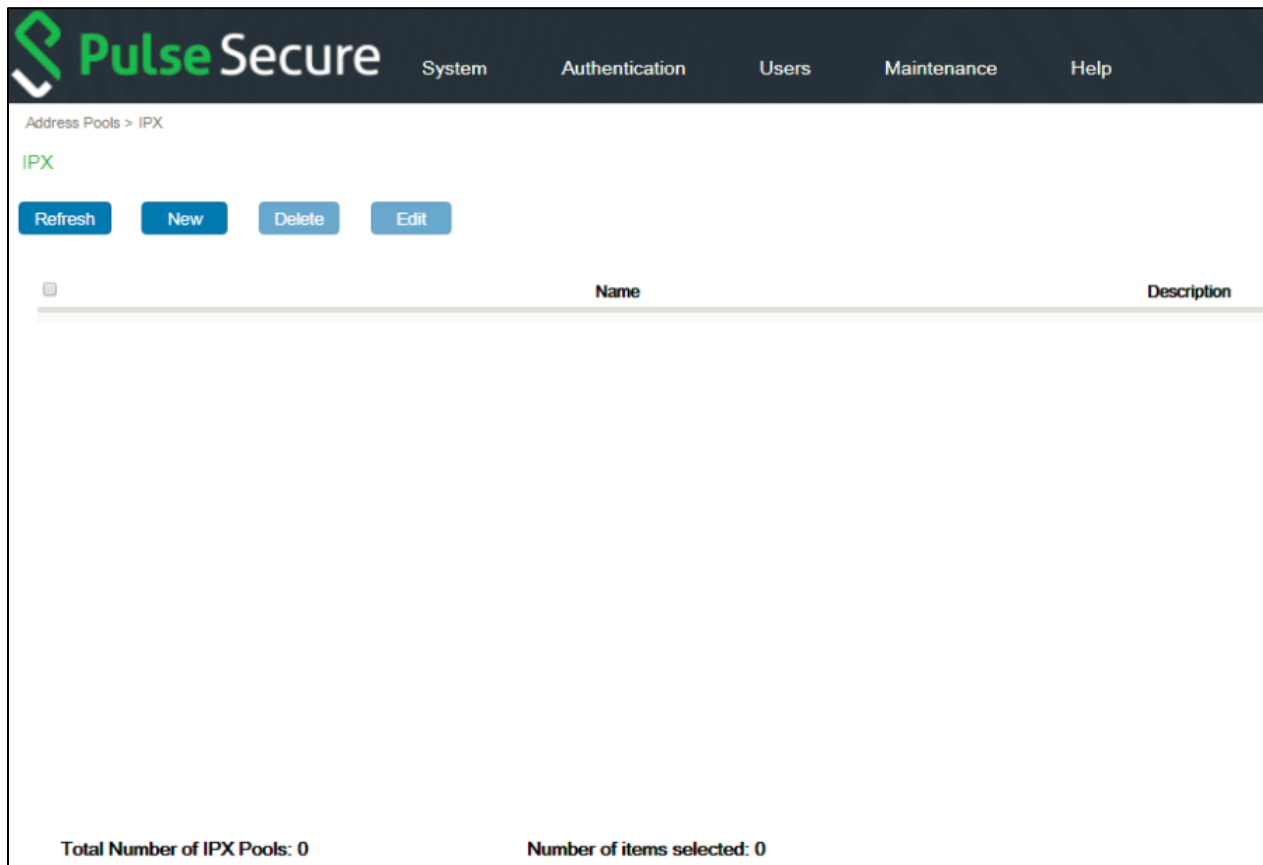 Pulse Secure System Authentication Users Maintenance Help
Address Pools > IPX
IPX
Refresh New Delete Edit
Name Description
Total Number of IPX Pools: 0 Number of items selected: 0